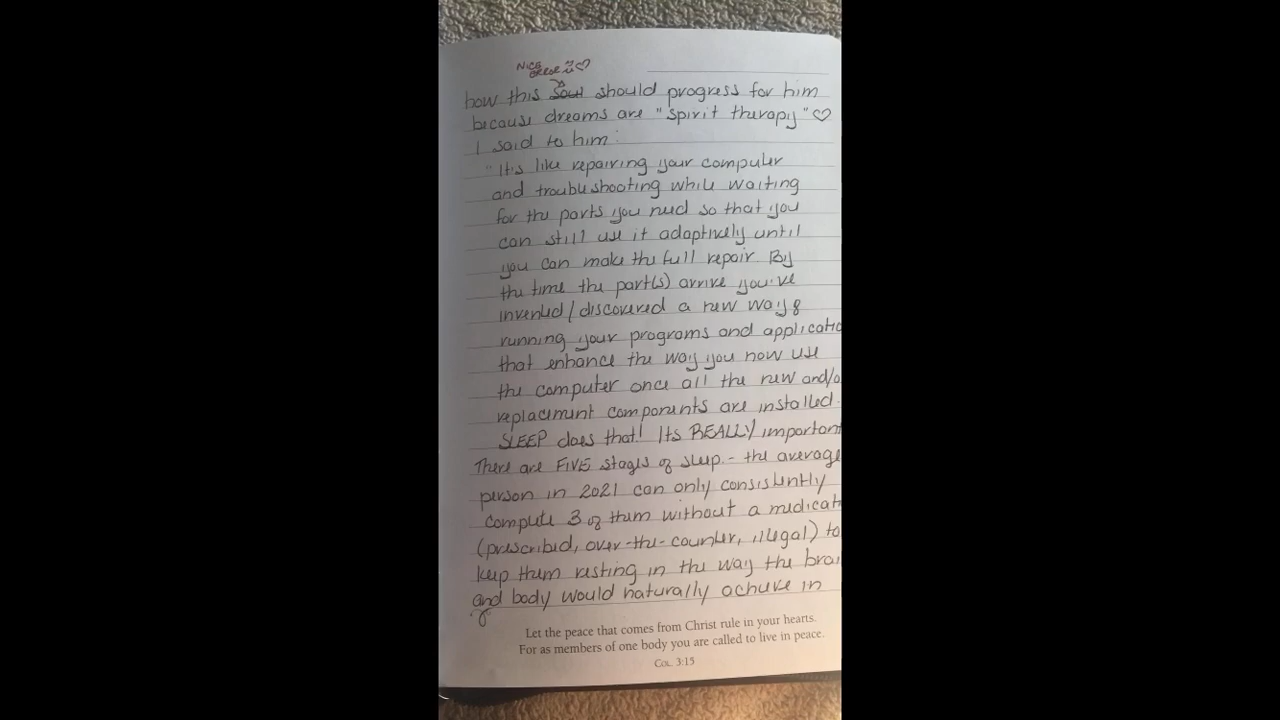 NICE
ERROR
how this soul should progress for him
because dreams are "spirit therapy" ♡
I said to him:
"It's like repairing your computer
and troubleshooting while waiting
for the parts you need so that you
can still use it adaptively until
you can make the full repair. By
the time the part(s) arrive you've
invented/discovered a new way of
running your programs and applicatio
that enhance the way you now use
the computer once all the new and/o
replacement components are installed.
SLEEP does that! Its REALLY important
There are FIVE stages of sleep - the average
person in 2021 can only consistently
compute 3 of them without a medicat
(prescribed, over-the-counter, illegal) to
keep them resting in the way the brai
and body would naturally achieve in
Let the peace that comes from Christ rule in your hearts.
For as members of one body you are called to live in peace.
Col. 3:15